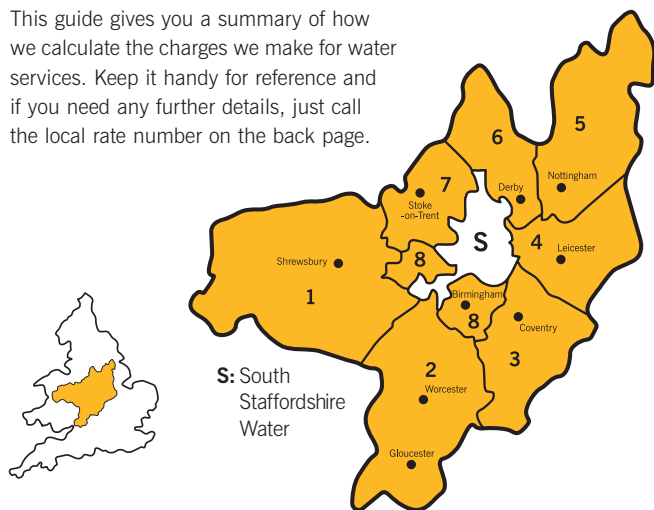 This guide gives you a summary of how
we calculate the charges we make for water
services. Keep it handy for reference and
if you need any further details, just call
the local rate number on the back page.
5
6
Nottingham
7
Derby
Stoke
-on-Trent
S
4
Leicester
8
Shrewsbury
1
Birmingham
8
Coventry
3
2
Worcester
S: South
Staffordshire
Water
Gloucester